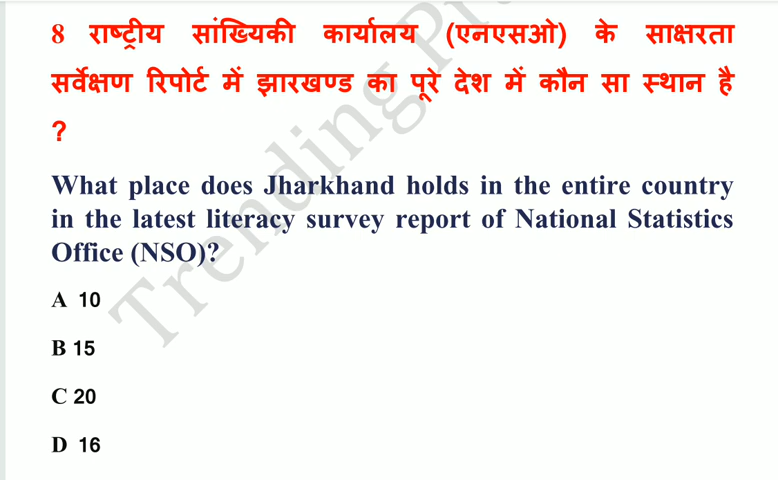 8 राष्ट्रीय सांख्यिकी कार्यालय (एनएसओ) के साक्षरता
सर्वेक्षण रिपोर्ट में झारखण्ड का पूरे देश में कौन सा स्थान है
?
What place does Jharkhand holds in the entire country
in the latest literacy survey report of National Statistics
Office (NSO)?
A 10
B 15
C 20
D 16
Trending